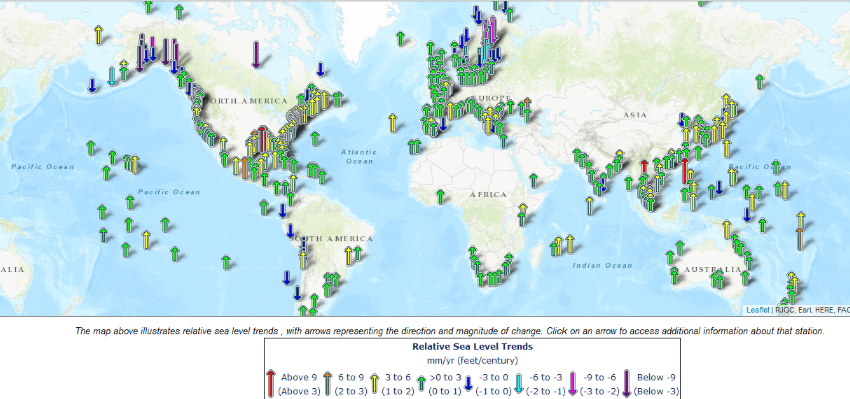 NORTH AMERICA
EUROPE
ASIA
Atlantic
Ocean
Pacific Ocean
Pacific Ocean
Pacific Ocean
AFRICA
SOUTH AMERICA
Indian Ocean
ALIA
AUSTRALIA
Leaflet | RJGC, Esri, HERE, FAO
The map above illustrates relative sea level trends , with arrows representing the direction and magnitude of change. Click on an arrow to access additional information about that station.
Relative Sea Level Trends
mm/yr (feet/century)
Above 9 6 to 9 3 to 6 >0 to 3 -3 to 0 -6 to -3 -9 to -6 Below -9
(Above 3) (2 to 3) (1 to 2) (0 to 1) (-1 to 0) (-2 to -1) (-3 to -2) (Below -3)